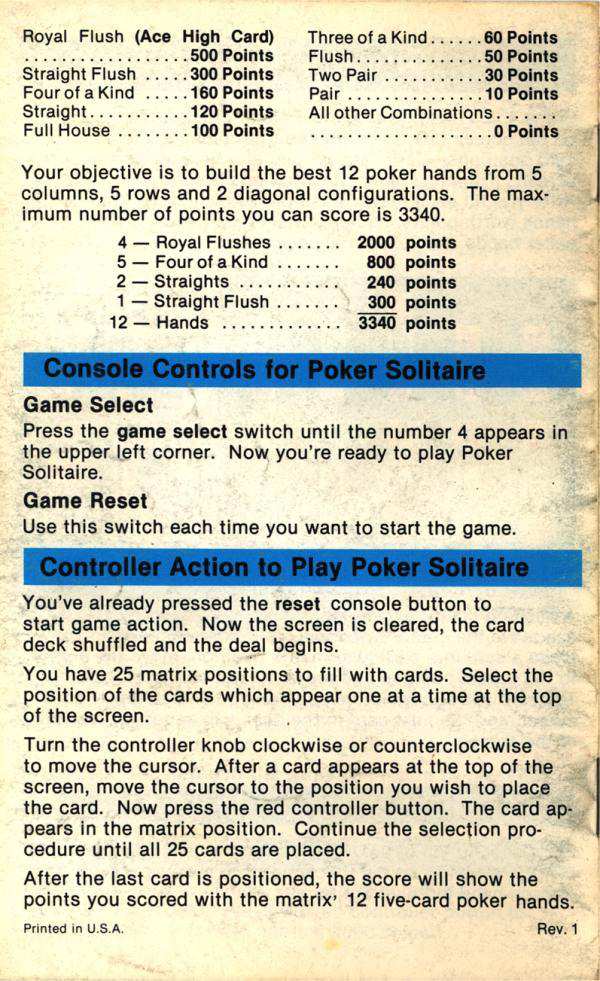 Royal Flush (Ace High Card)
. . . . . . . . . . . . . . . . . . 500 Points
Straight Flush . . . . . 300 Points
Four of a Kind . . . . . 160 Points
Straight . . . . . . . . . . . 120 Points
Full House . . . . . . . . 100 Points
Three of a Kind . . . . . . 60 Points
Flush . . . . . . . . . . . . . . 50 Points
Two Pair . . . . . . . . . . . 30 Points
Pair . . . . . . . . . . . . . . . 10 Points
All other Combinations . . . . . . .
. . . . . . . . . . . . . . . . . . . . 0 Points
Your objective is to build the best 12 poker hands from 5
columns, 5 rows and 2 diagonal configurations. The max-
imum number of points you can score is 3340.
4 — Royal Flushes . . . . . . . 2000 points
5 — Four of a Kind . . . . . . . 800 points
2 — Straights . . . . . . . . . . . 240 points
1 — Straight Flush . . . . . . . 300 points
12 — Hands . . . . . . . . . . . . . 3340 points
Console Controls for Poker Solitaire
Game Select
Press the game select switch until the number 4 appears in
the upper left corner. Now you're ready to play Poker
Solitaire.
Game Reset
Use this switch each time you want to start the game.
Controller Action to Play Poker Solitaire
You've already pressed the reset console button to
start game action. Now the screen is cleared, the card
deck shuffled and the deal begins.
You have 25 matrix positions to fill with cards. Select the
position of the cards which appear one at a time at the top
of the screen.
Turn the controller knob clockwise or counterclockwise
to move the cursor. After a card appears at the top of the
screen, move the cursor to the position you wish to place
the card. Now press the red controller button. The card ap-
pears in the matrix position. Continue the selection pro-
cedure until all 25 cards are placed.
After the last card is positioned, the score will show the
points you scored with the matrix' 12 five-card poker hands.
Printed in U.S.A.
Rev. 1